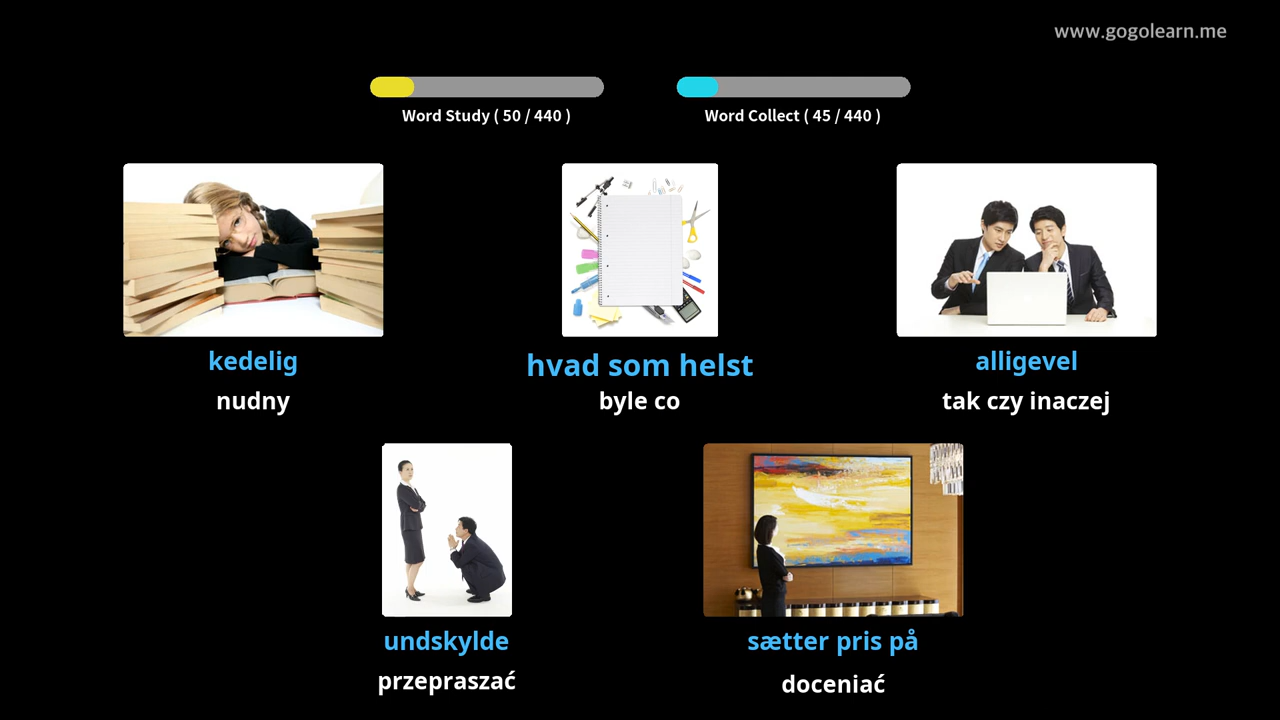 www.gogolearn.me
Word Study ( 50 / 440 )
Word Collect ( 45 / 440 )
kedelig
nudny
hvad som helst
byle co
alligevel
tak czy inaczej
undskylde
przepraszać
sætter pris på
doceniać